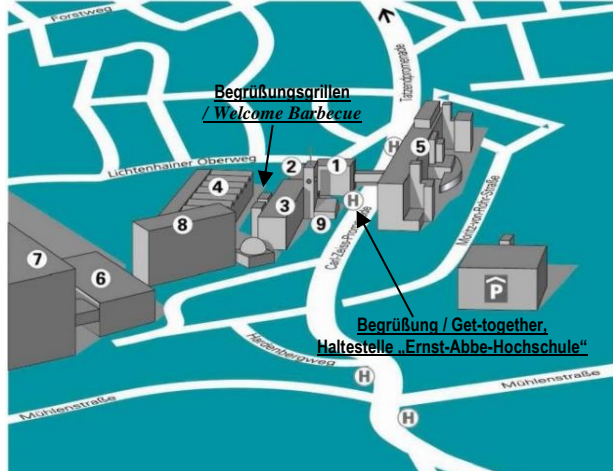 Forstweg
Tatzendpromenade
Begrüßungsgrillen
/ Welcome Barbecue
Lichtenhainer Oberweg
H
1
2
3
4
5
6
7
8
9
H
Carl-Zeiss-Promenade
Moritz-von-Rohr-Straße
P
Begrüßung / Get-together,
Haltestelle „Ernst-Abbe-Hochschule“
Hardenbergweg
H
H
Mühlenstraße
Mühlenstraße